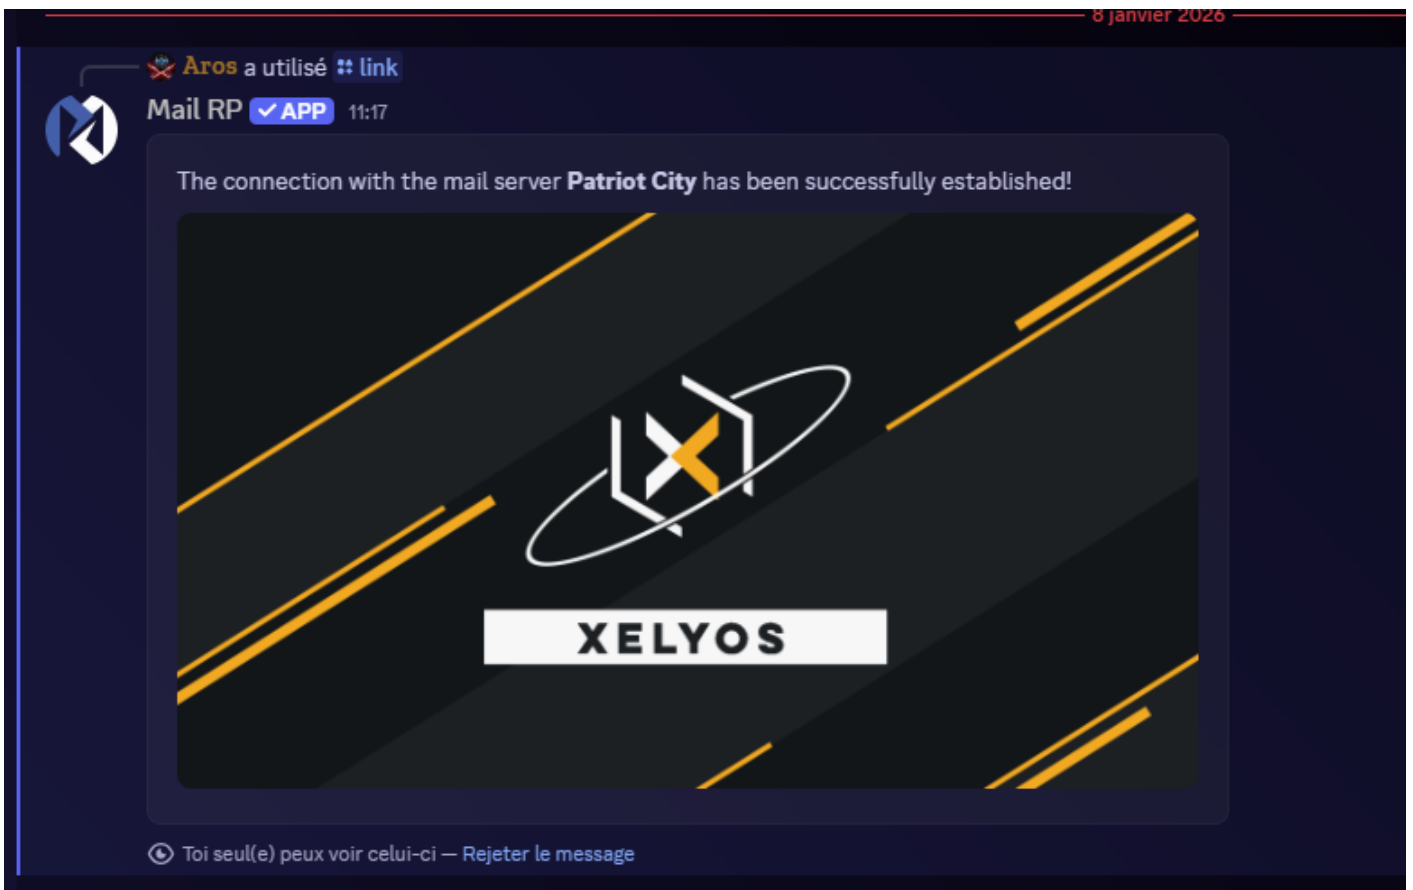 8 janvier 2026
Aros a utilisé link
Mail RP APP 11:17
The connection with the mail server Patriot City has been successfully established!
X
XELYOS
Toi seul(e) peux voir celui-ci — Rejeter le message